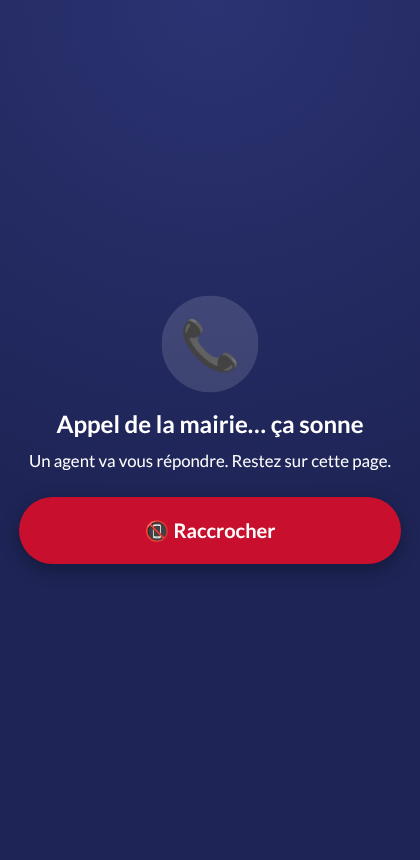 Appel de la mairie… ça sonne
Un agent va vous répondre. Restez sur cette page.
📵 Raccrocher